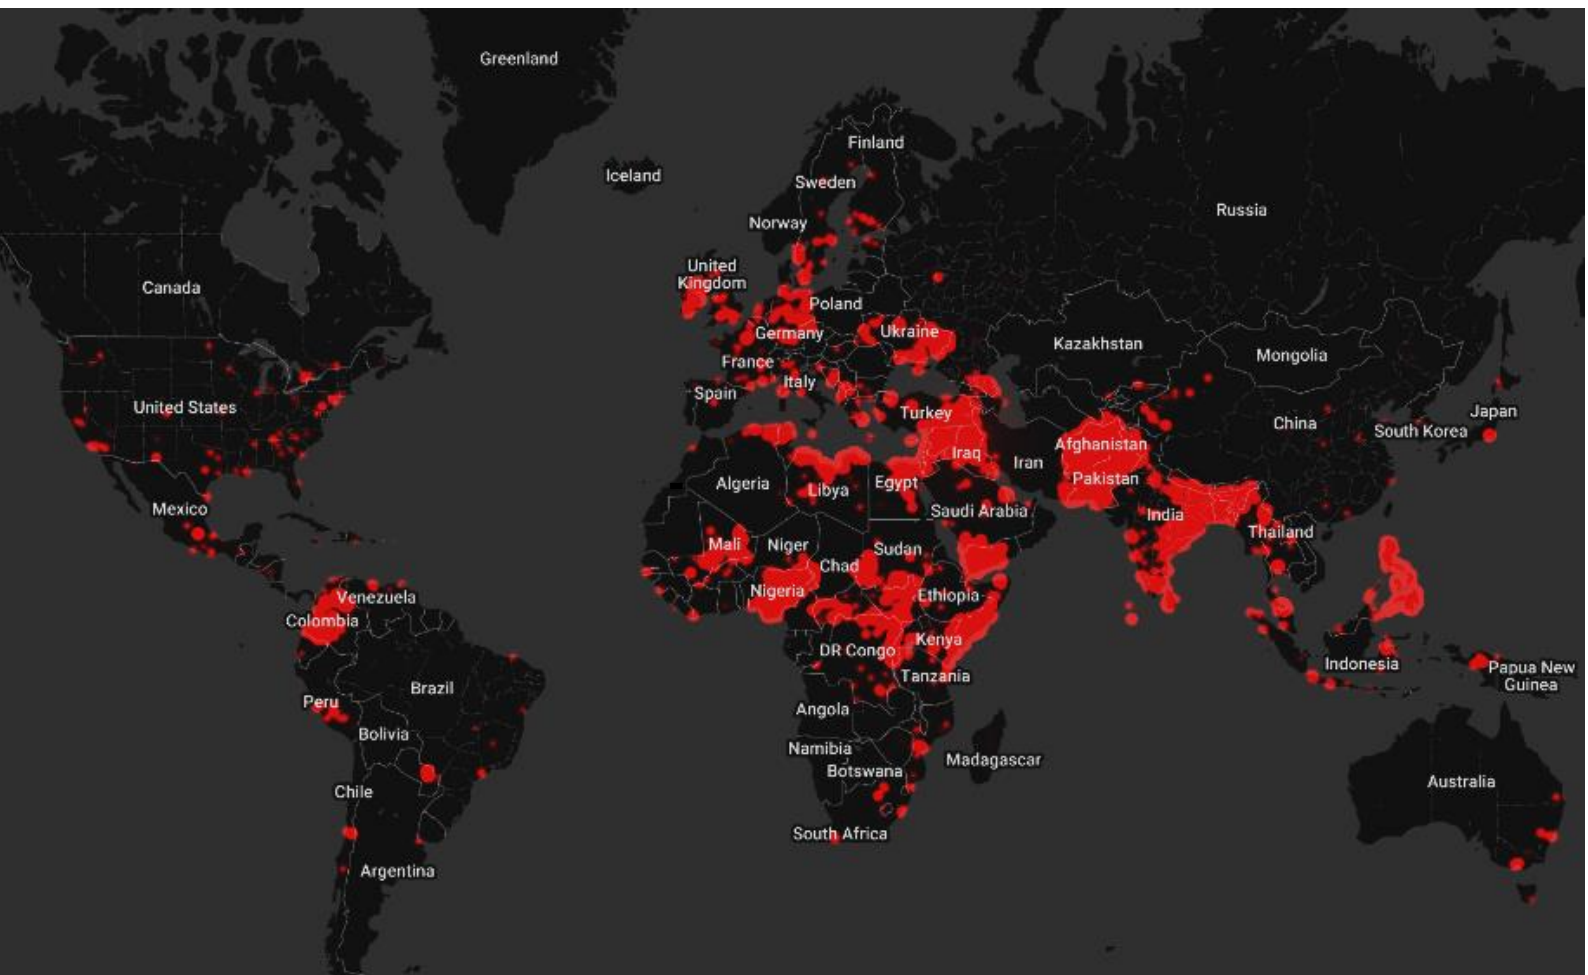 Greenland
Finland
Iceland
Sweden
Russia
Norway
United
Kingdom
Canada
Poland
Ukraine
Germany
Kazakhstan
Mongolia
France
Italy
Spain
United States
Turkey
Japan
China
South Korea
Afghanistan
Iraq
Iran
Pakistan
Algeria
Egypt
Libya
Mexico
Saudi Arabia
India
Thailand
Mali
Niger
Sudan
Chad
Nigeria
Ethiopia
Venezuela
Colombia
Kenya
DR Congo
Indonesia
Papua New
Guinea
Tanzania
Brazil
Peru
Angola
Bolivia
Namibia
Madagascar
Botswana
Australia
Chile
South Africa
Argentina